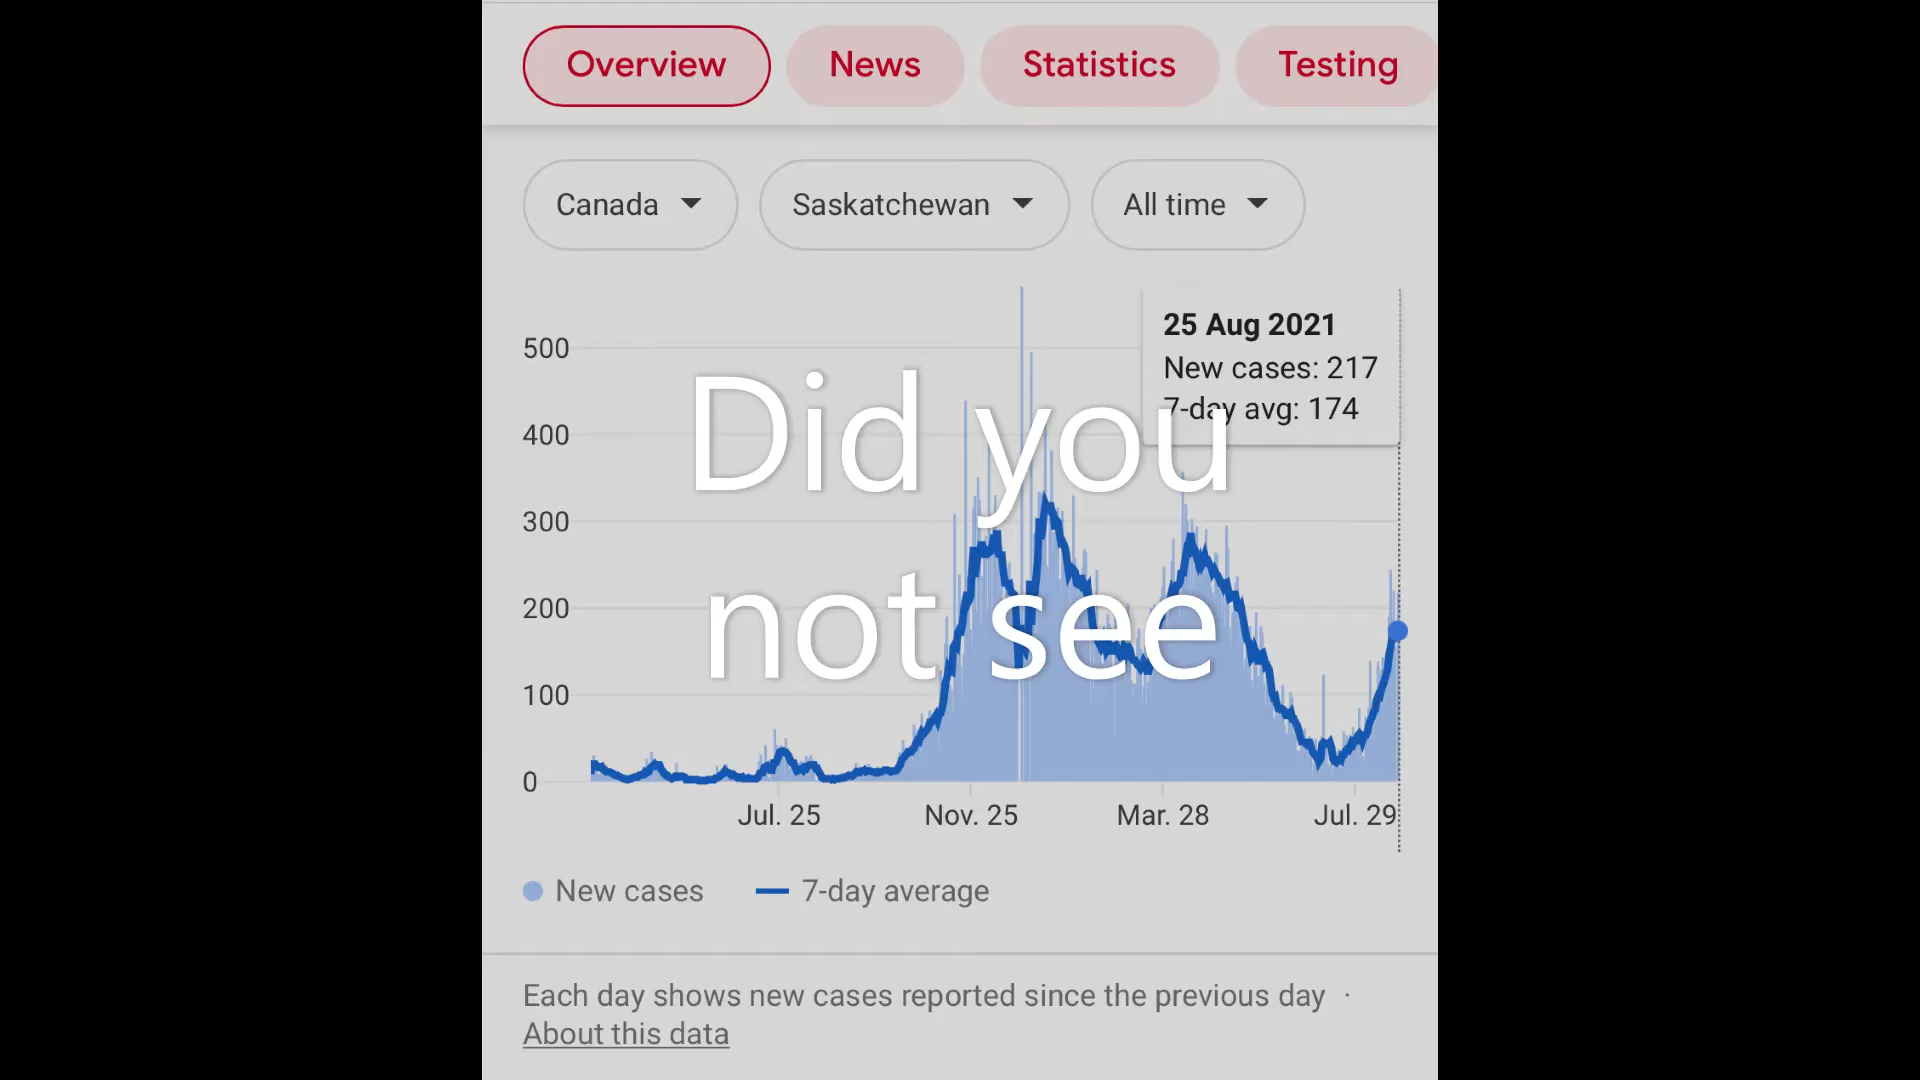 Overview News Statistics Testing
Canada Saskatchewan All time
25 Aug 2021
New cases: 217
7-day avg: 174
500
400
300
200
100
0
Did you
not see
Jul. 25 Nov. 25 Mar. 28 Jul. 29
New cases 7-day average
Each day shows new cases reported since the previous day ·
About this data